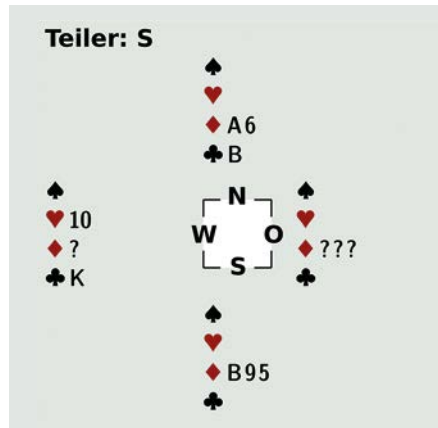 Teiler: S
♠
♥
♦ A6
♣ B
♠
♥ 10
♦ ?
♣ K
N
W O
S
♠
♥
♦ ???
♣
♠
♥
♦ B95
♣